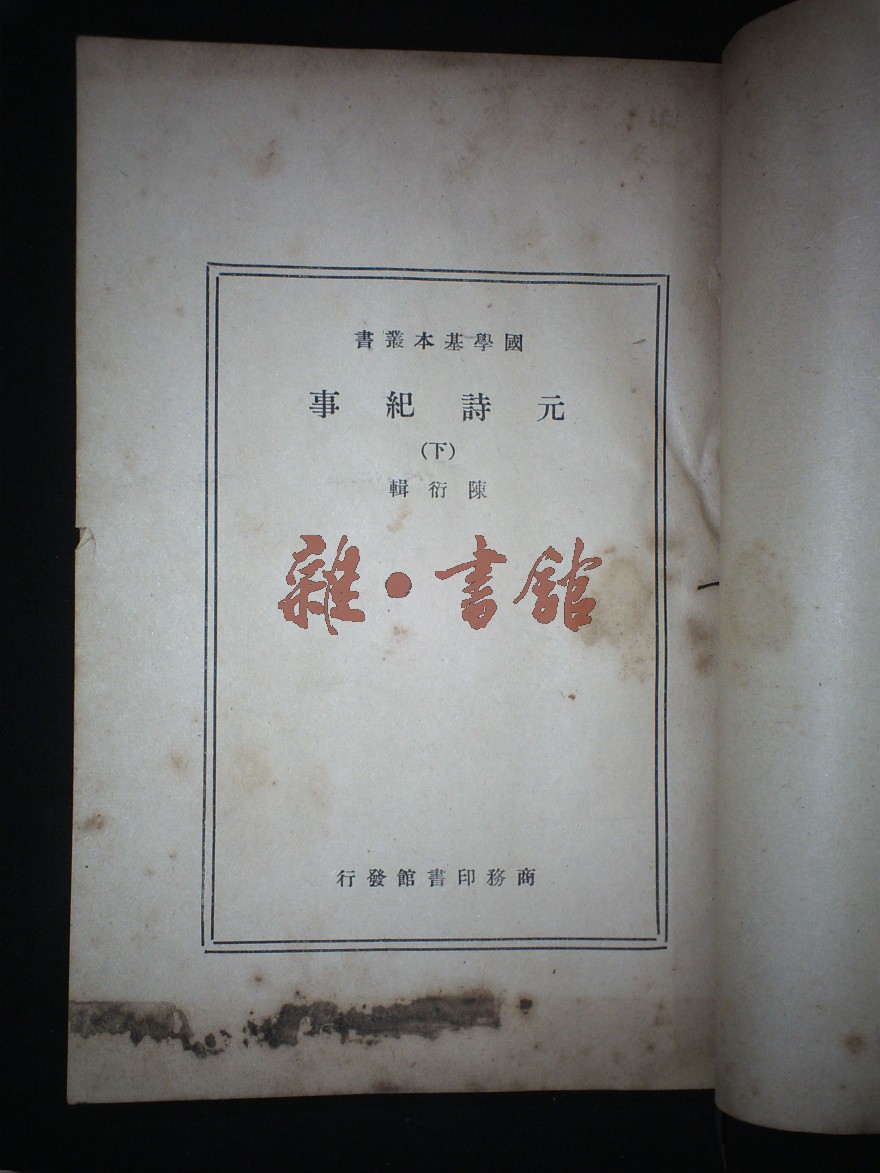 國學基本叢書
元詩紀事
(下)
陳衍輯
雜·書館
商務印書館發行